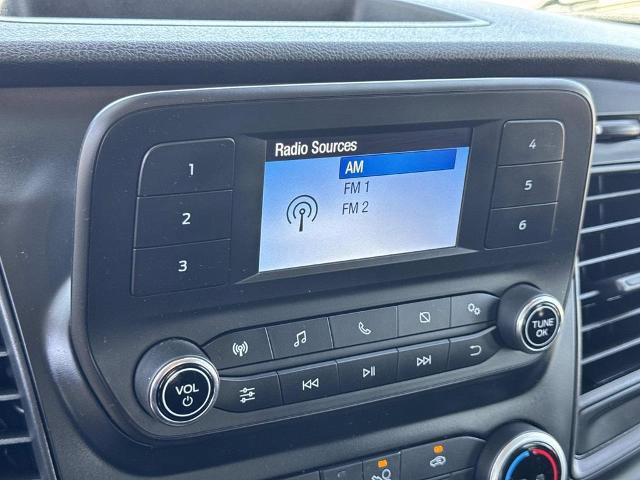 Radio Sources
AM
FM 1
FM 2
1
2
3
4
5
6
VOL
TUNE
OK